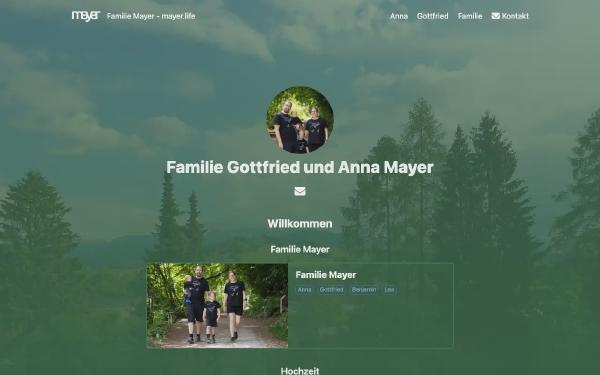 mayer Familie Mayer - mayer.life Anna Gottfried Familie Kontakt
Familie Gottfried und Anna Mayer
Willkommen
Familie Mayer
Familie Mayer
Anna Gottfried Benjamin Lea
Hochzeit